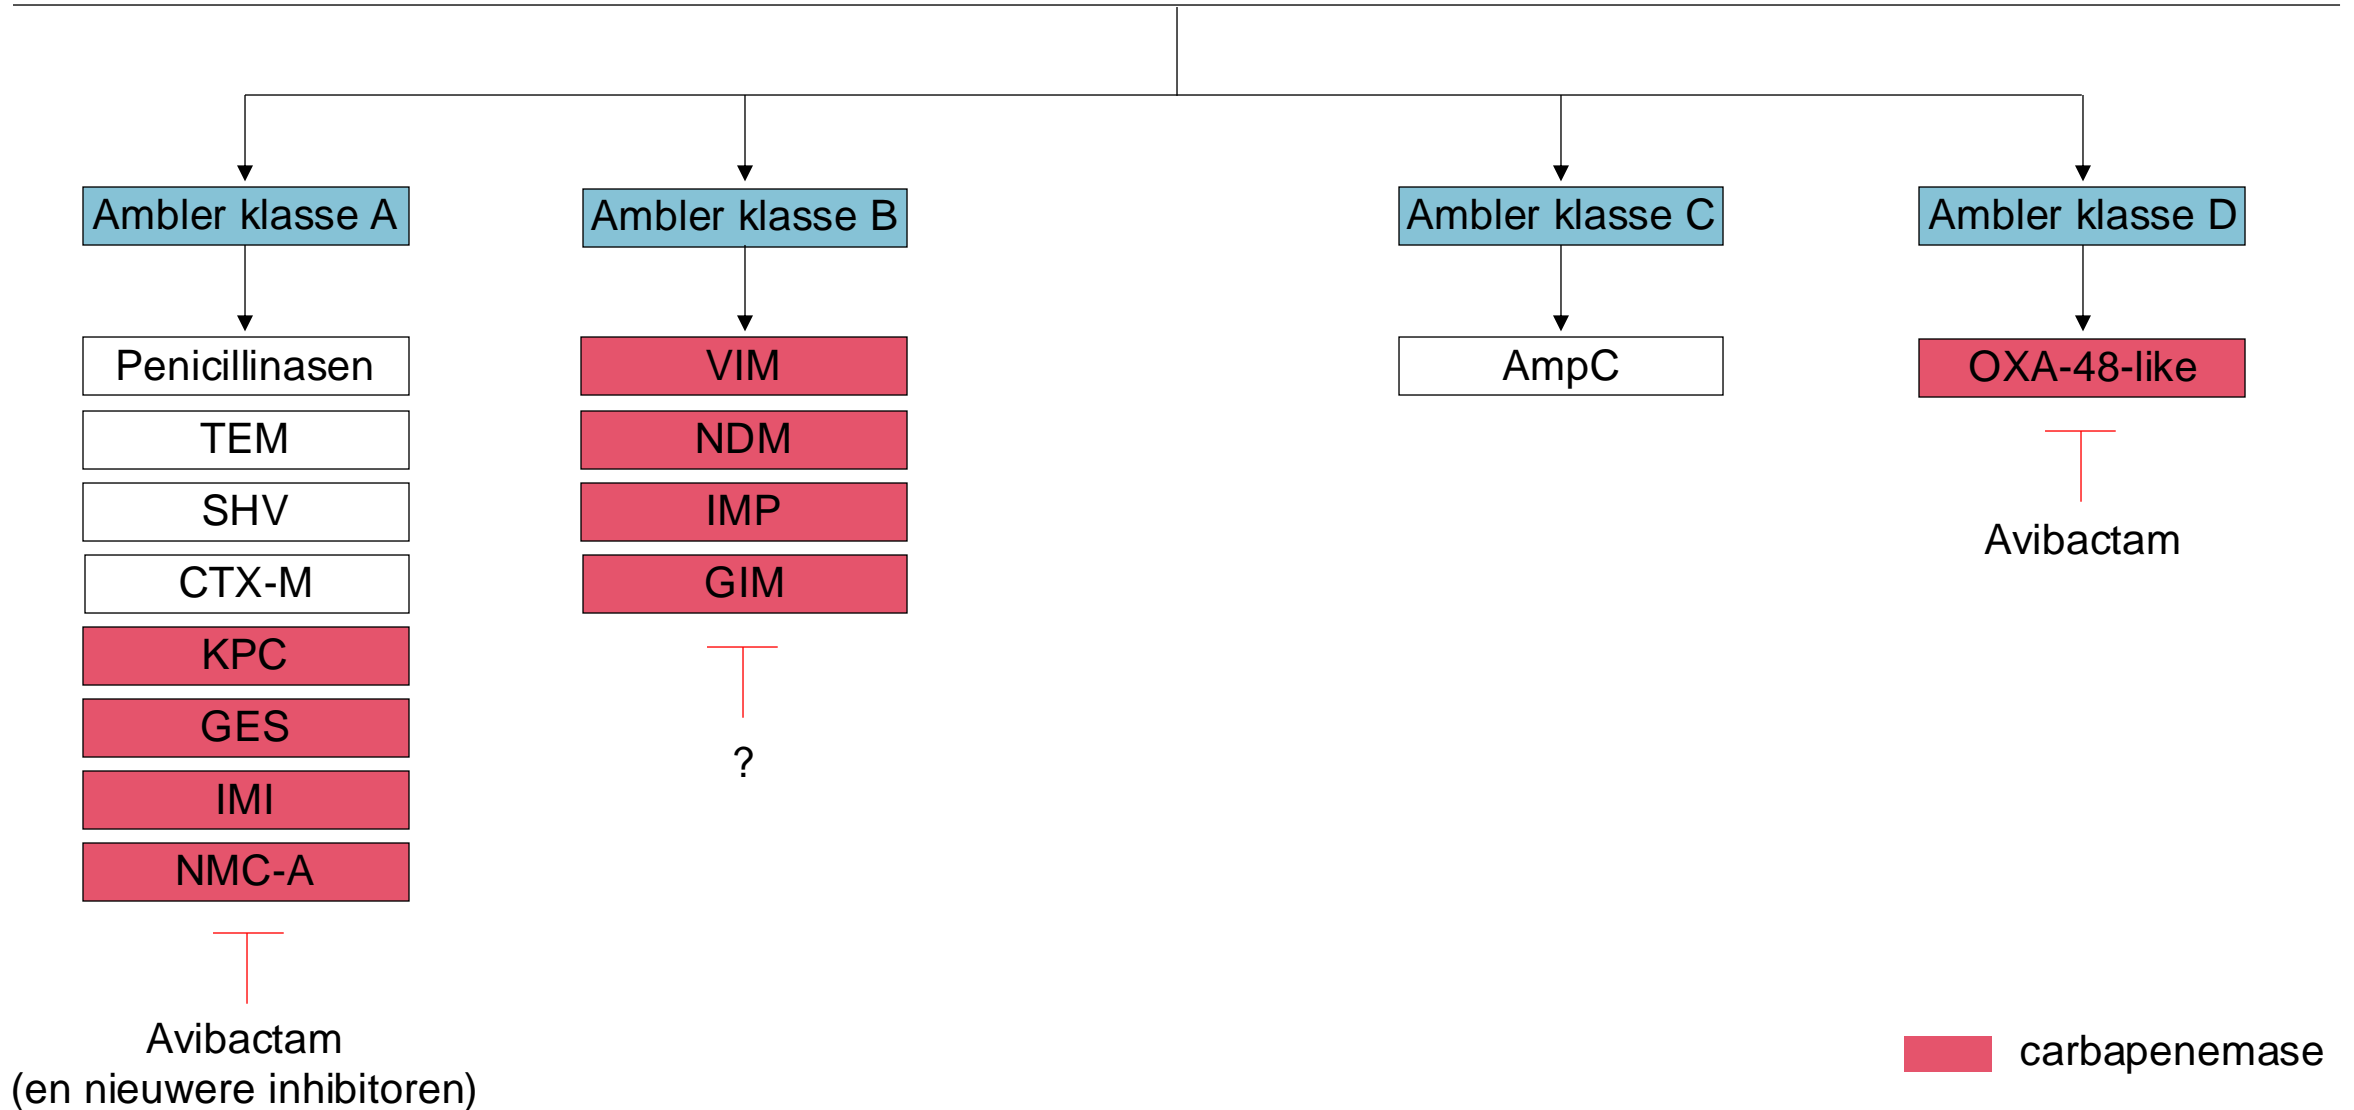 Ambler klasse A
Ambler klasse B
Ambler klasse C
Ambler klasse D
Penicillinasen
TEM
SHV
CTX-M
KPC
GES
IMI
NMC-A
Avibactam
(en nieuwere inhibitoren)
VIM
NDM
IMP
GIM
?
AmpC
OXA-48-like
Avibactam
carbapenemase